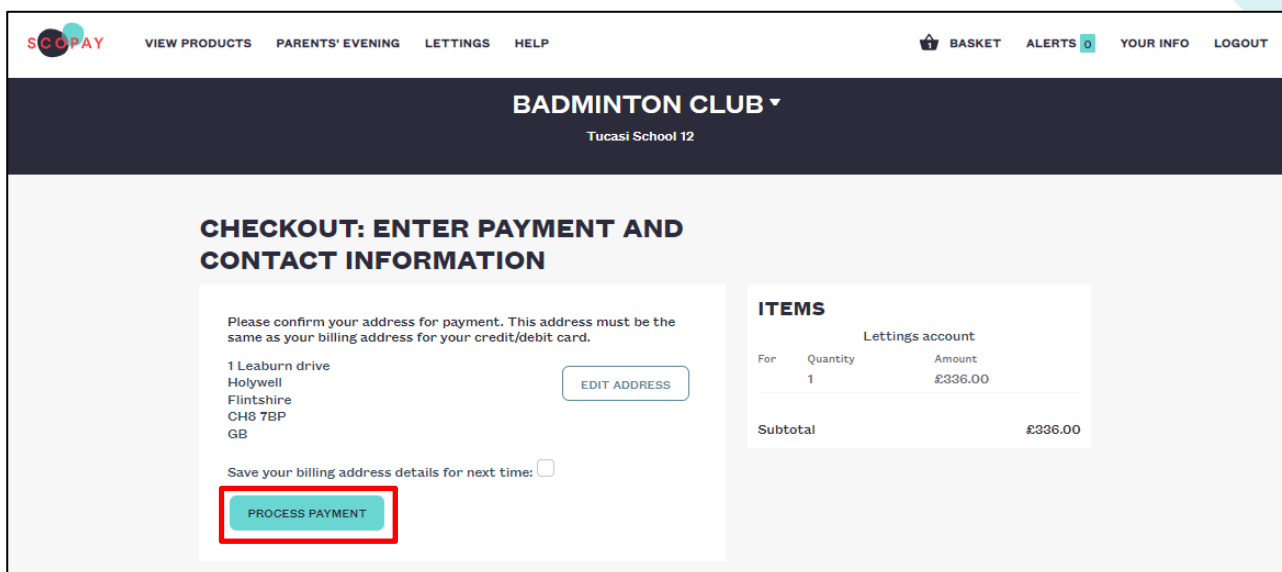 SCOPAY VIEW PRODUCTS PARENTS' EVENING LETTINGS HELP 1 BASKET ALERTS 0 YOUR INFO LOGOUT
BADMINTON CLUB
Tucasi School 12
CHECKOUT: ENTER PAYMENT AND
CONTACT INFORMATION
Please confirm your address for payment. This address must be the
same as your billing address for your credit/debit card.
1 Leaburn drive
Holywell
Flintshire
CH8 7BP
GB
EDIT ADDRESS
Save your billing address details for next time:
PROCESS PAYMENT
ITEMS
Lettings account
For Quantity Amount
1 £336.00
Subtotal £336.00